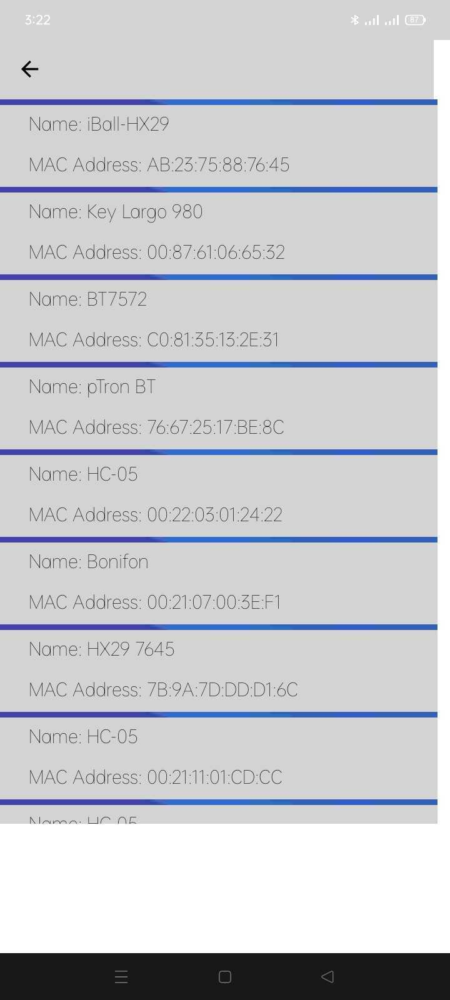 3:22
87
Name: iBall-HX29
MAC Address: AB:23:75:88:76:45
Name: Key Largo 980
MAC Address: 00:87:61:06:65:32
Name: BT7572
MAC Address: C0:81:35:13:2E:31
Name: pTron BT
MAC Address: 76:67:25:17:BE:8C
Name: HC-05
MAC Address: 00:22:03:01:24:22
Name: Bonifon
MAC Address: 00:21:07:00:3E:F1
Name: HX29 7645
MAC Address: 7B:9A:7D:DD:D1:6C
Name: HC-05
MAC Address: 00:21:11:01:CD:CC
Name: HC-05